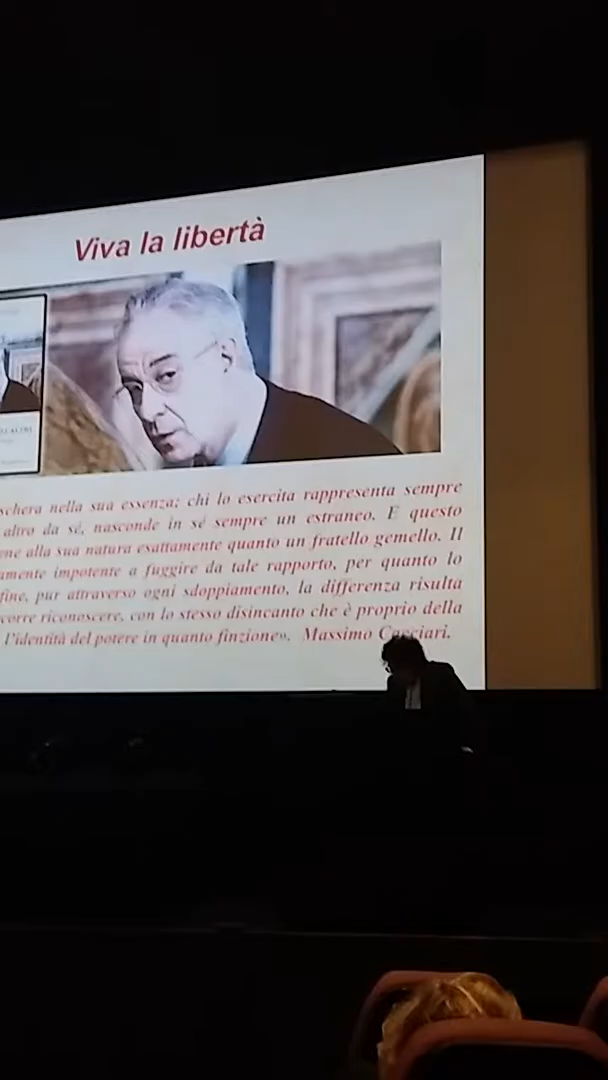 Viva la libertà
schera nella sua essenza; chi lo esercita rappresenta sempre
altro da sé, nasconde in sé sempre un estraneo. E questo
ene alla sua natura esattamente quanto un fratello gemello. Il
amente impotente a fuggire da tale rapporto, per quanto lo
fine, pur attraverso ogni sdoppiamento, la differenza risulta
corre riconoscere, con lo stesso disincanto che è proprio della
l'identità del potere in quanto finzione». Massimo Cacciari.